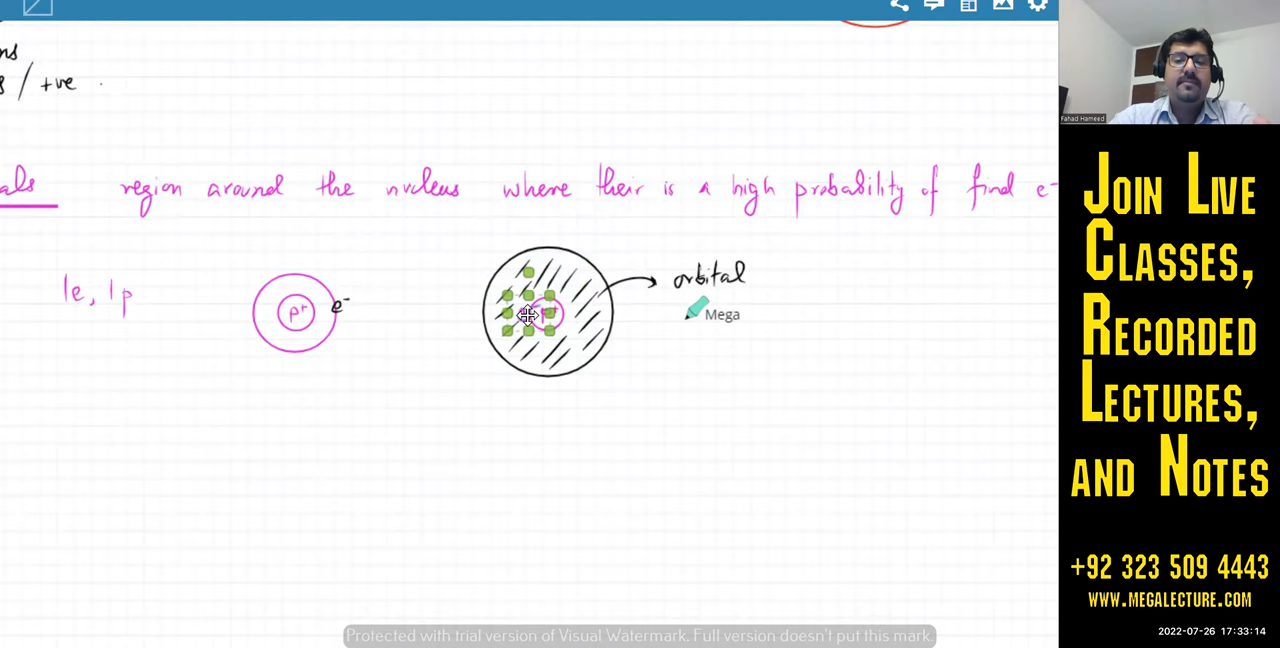 ns
s / +ve
als region around the nucleus where their is a high probability of find e-
1e, 1p
p+ e-
orbital
p+
Mega
Fahad Hameed
JOIN LIVE
CLASSES,
RECORDED
LECTURES,
AND NOTES
+92 323 509 4443
WWW.MEGALECTURE.COM
2022-07-26 17:33:14
Protected with trial version of Visual Watermark. Full version doesn't put this mark.